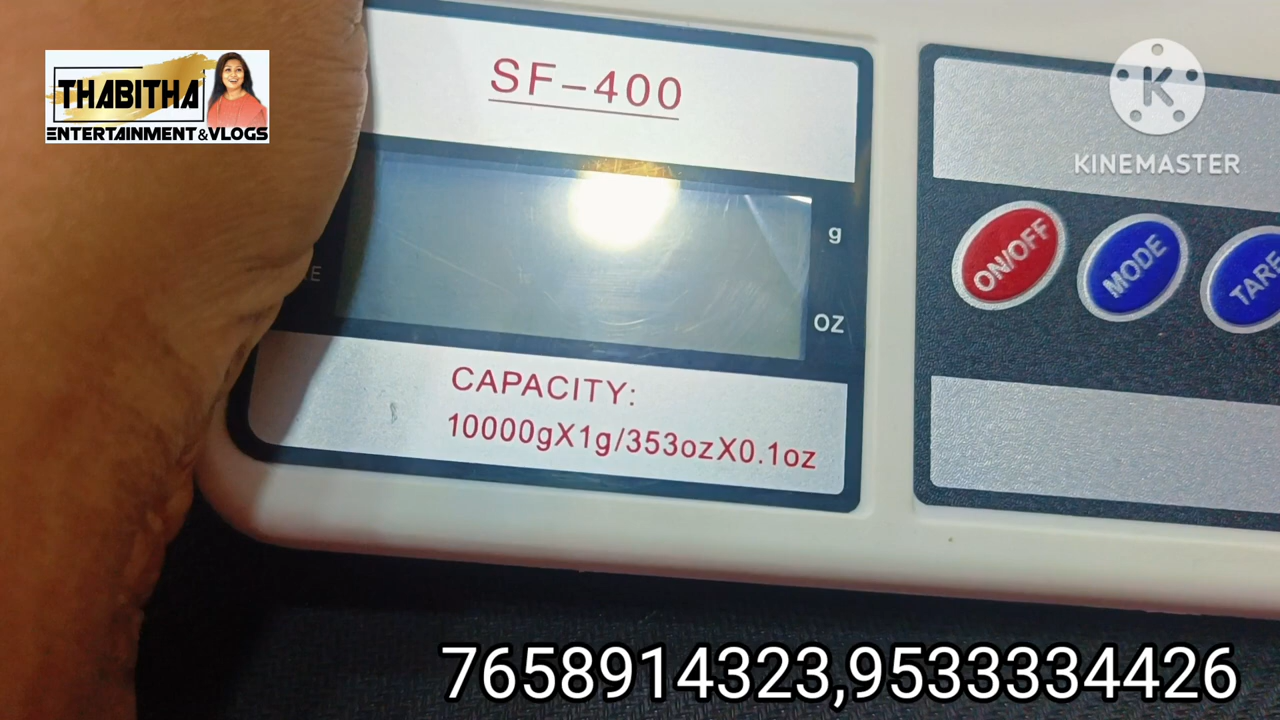 THABITHA
ENTERTAINMENT&VLOGS
SF-400
KINEMASTER
g
oz
ON/OFF
MODE
TARE
CAPACITY:
10000gX1g/353ozX0.1oz
7658914323,9533334426